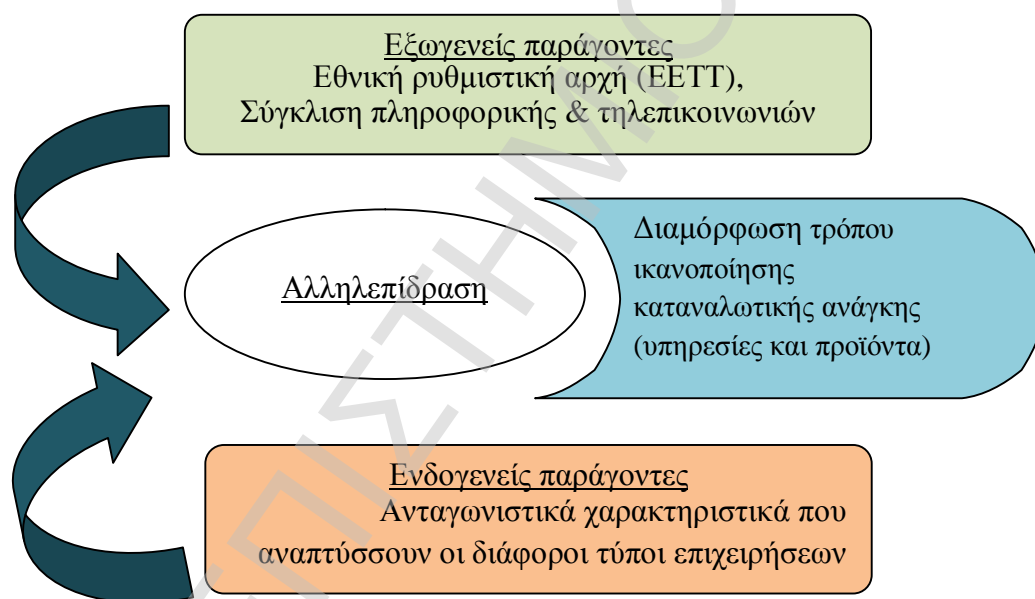 Εξωγενείς παράγοντες
Εθνική ρυθμιστική αρχή (ΕΕΤΤ),
Σύγκλιση πληροφορικής & τηλεπικοινωνιών
Αλληλεπίδραση
Διαμόρφωση τρόπου
ικανοποίησης
καταναλωτικής ανάγκης
(υπηρεσίες και προϊόντα)
Ενδογενείς παράγοντες
Ανταγωνιστικά χαρακτηριστικά που
αναπτύσσουν οι διάφοροι τύποι επιχειρήσεων